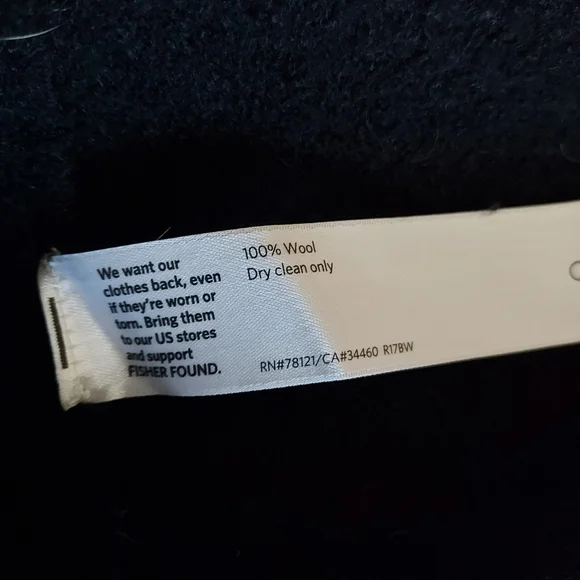 We want our
clothes back, even
if they're worn or
torn. Bring them
to our US stores
and support
FISHER FOUND.
100% Wool
Dry clean only
RN#78121/CA#34460 R17BW